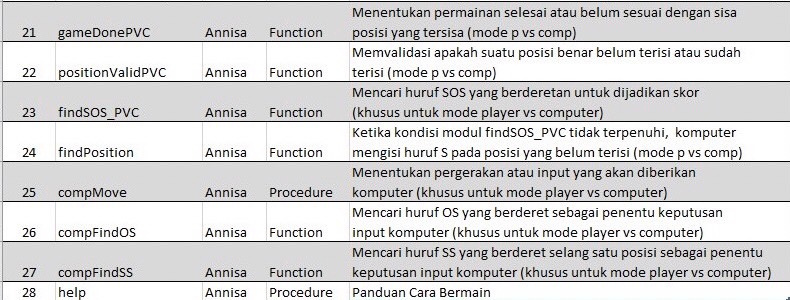 Menentukan permainan selesai atau belum sesuai dengan sisa
21 gameDonePVC Annisa Function posisi yang tersisa (mode p vs comp)
Memvalidasi apakah suatu posisi benar belum terisi atau sudah
22 positionValidPVC Annisa Function terisi (mode p vs comp)
Mencari huruf SOS yang berderetan untuk dijadikan skor
23 findSOS_PVC Annisa Function (khusus untuk mode player vs computer)
Ketika kondisi modul findSOS_PVC tidak terpenuhi, komputer
24 findPosition Annisa Function mengisi huruf S pada posisi yang belum terisi (mode p vs comp)
Menentukan pergerakan atau input yang akan diberikan
25 compMove Annisa Procedure komputer (khusus untuk mode player vs computer)
Mencari huruf OS yang berderet sebagai penentu keputusan
26 compFindOS Annisa Function input komputer (khusus untuk mode player vs computer)
Mencari huruf SS yang berderet selang satu posisi sebagai penentu
27 compFindSS Annisa Function keputusan input komputer (khusus untuk mode player vs computer)
28 help Annisa Procedure Panduan Cara Bermain